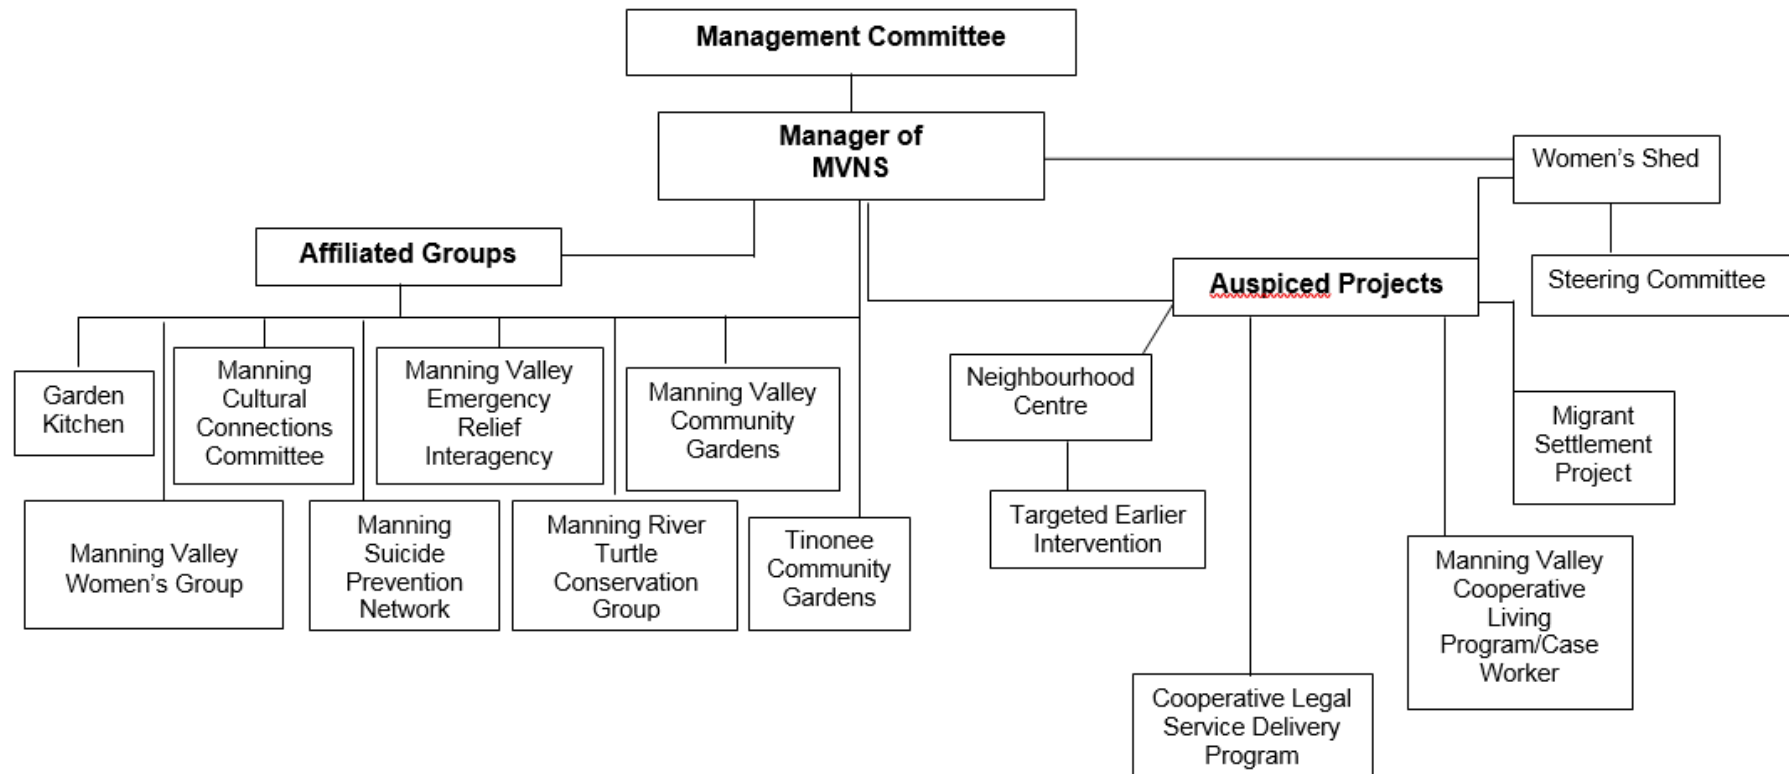 Management Committee
Manager of
MVNS
Women's Shed
Affiliated Groups
Steering Committee
Auspiced Projects
Garden
Kitchen
Manning
Cultural
Connections
Committee
Manning Valley
Emergency
Relief
Interagency
Manning Valley
Community
Gardens
Neighbourhood
Centre
Migrant
Settlement
Project
Manning Valley
Women's Group
Manning
Suicide
Prevention
Network
Manning River
Turtle
Conservation
Group
Tinonee
Community
Gardens
Targeted Earlier
Intervention
Manning Valley
Cooperative
Living
Program/Case
Worker
Cooperative Legal
Service Delivery
Program